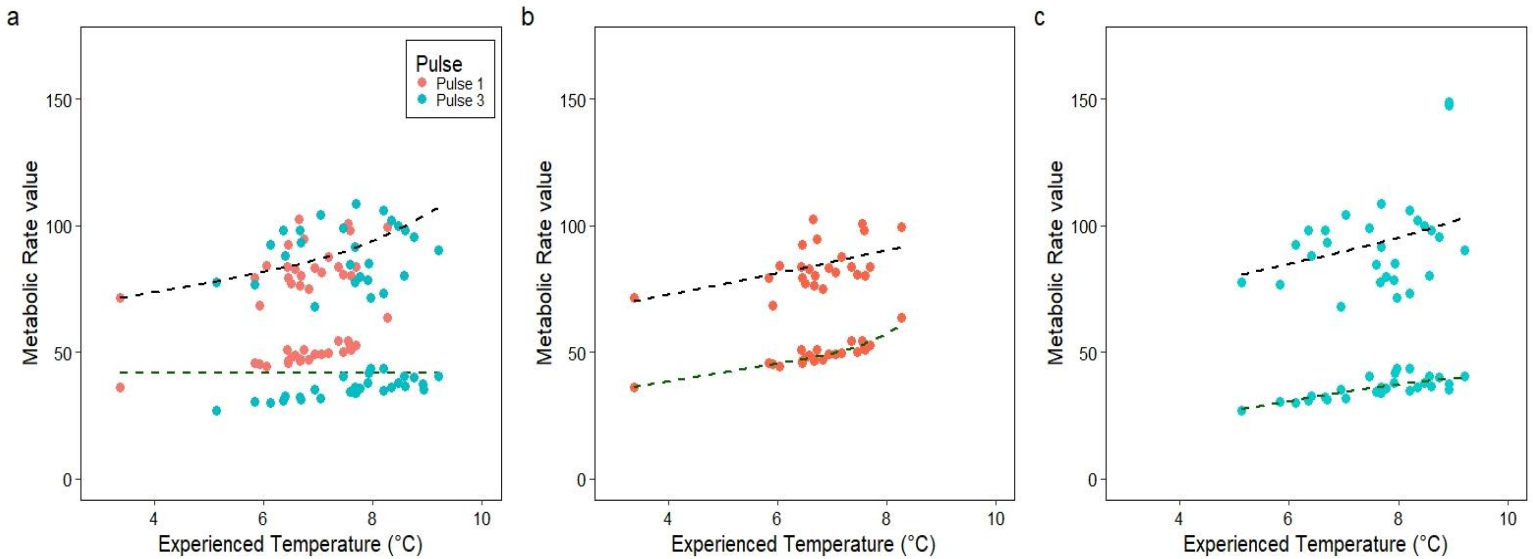 a
Pulse
Pulse 1
Pulse 3
150
100
50
0
Metabolic Rate value
4 6 8 10
Experienced Temperature (°C)
b
150
100
50
0
Metabolic Rate value
4 6 8 10
Experienced Temperature (°C)
c
150
100
50
0
Metabolic Rate value
4 6 8 10
Experienced Temperature (°C)